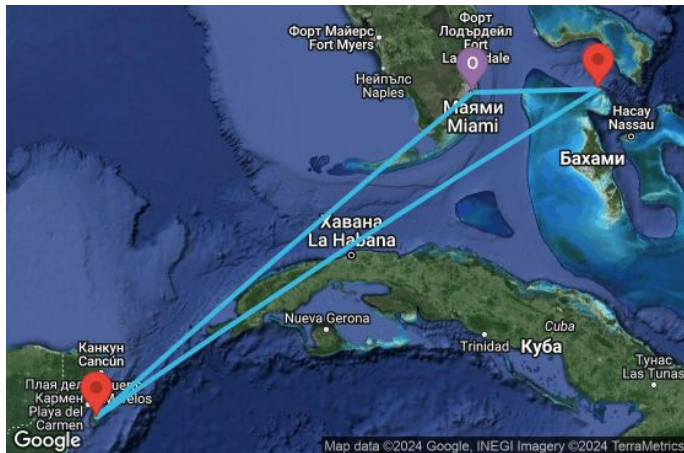 Форт Майерс
Fort Myers
Форт
Лодърдейл
Fort
Нейпълс
Naples
O
Маями
Miami
Насау
Nassau
Бахами
Хавана
La Habana
Nueva Gerona
Cuba
Trinidad
Куба
Тунас
Las Tunas
Канкун
Cancún
Плая дел
Кармен
Playa del
Carmen
Google
Map data ©2024 Google, INEGI Imagery ©2024 TerraMetrics